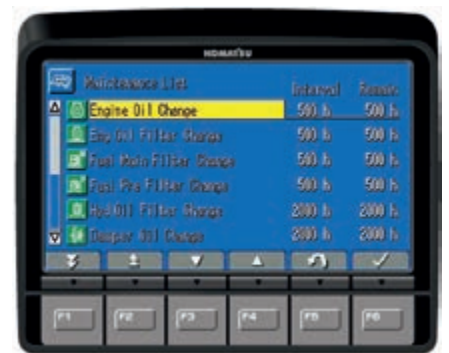 KOMATSU
Maintenance List
Interval Remain
Engine Oil Change 500 h 500 h
Eng Oil Filter Change 500 h 500 h
Fuel Main Filter Change 500 h 500 h
Fuel Pre Filter Change 500 h 500 h
Hyd Oil Filter Change 2000 h 2000 h
Damper Oil Change 2000 h 2000 h
F1 F2 F3 F4 F5 F6